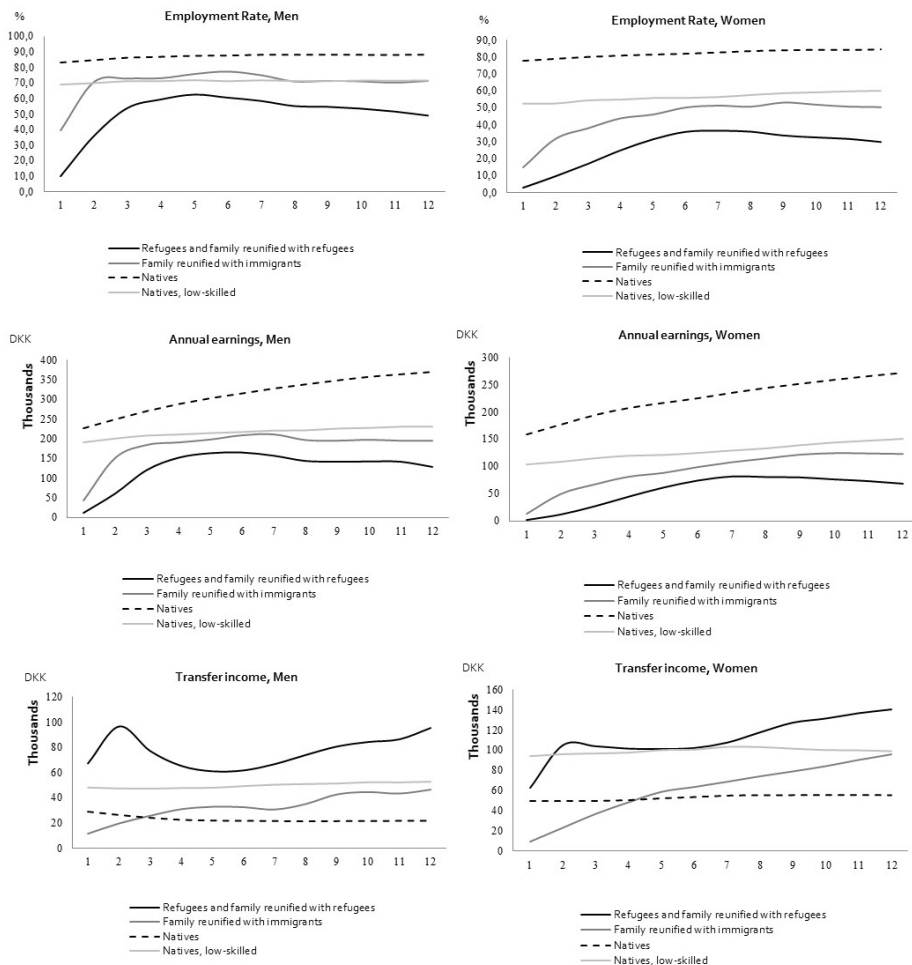 Employment Rate, Men
%
100,0
90,0
80,0
70,0
60,0
50,0
40,0
30,0
20,0
10,0
0,0
1 2 3 4 5 6 7 8 9 10 11 12
Refugees and family reunified with refugees
Family reunified with immigrants
Natives
Natives, low-skilled
Employment Rate, Women
%
90,0
80,0
70,0
60,0
50,0
40,0
30,0
20,0
10,0
0,0
1 2 3 4 5 6 7 8 9 10 11 12
Refugees and family reunified with refugees
Family reunified with immigrants
Natives
Natives, low-skilled
DKK
Annual earnings, Men
Thousands
400
350
300
250
200
150
100
50
0
1 2 3 4 5 6 7 8 9 10 11 12
Refugees and family reunified with refugees
Family reunified with immigrants
Natives
Natives, low-skilled
DKK
Annual earnings, Women
Thousands
300
250
200
150
100
50
0
1 2 3 4 5 6 7 8 9 10 11 12
Refugees and family reunified with refugees
Family reunified with immigrants
Natives
Natives, low-skilled
DKK
Transfer income, Men
Thousands
120
100
80
60
40
20
0
1 2 3 4 5 6 7 8 9 10 11 12
Refugees and family reunified with refugees
Family reunified with immigrants
Natives
Natives, low-skilled
DKK
Transfer income, Women
Thousands
160
140
120
100
80
60
40
20
0
1 2 3 4 5 6 7 8 9 10 11 12
Refugees and family reunified with refugees
Family reunified with immigrants
Natives
Natives, low-skilled